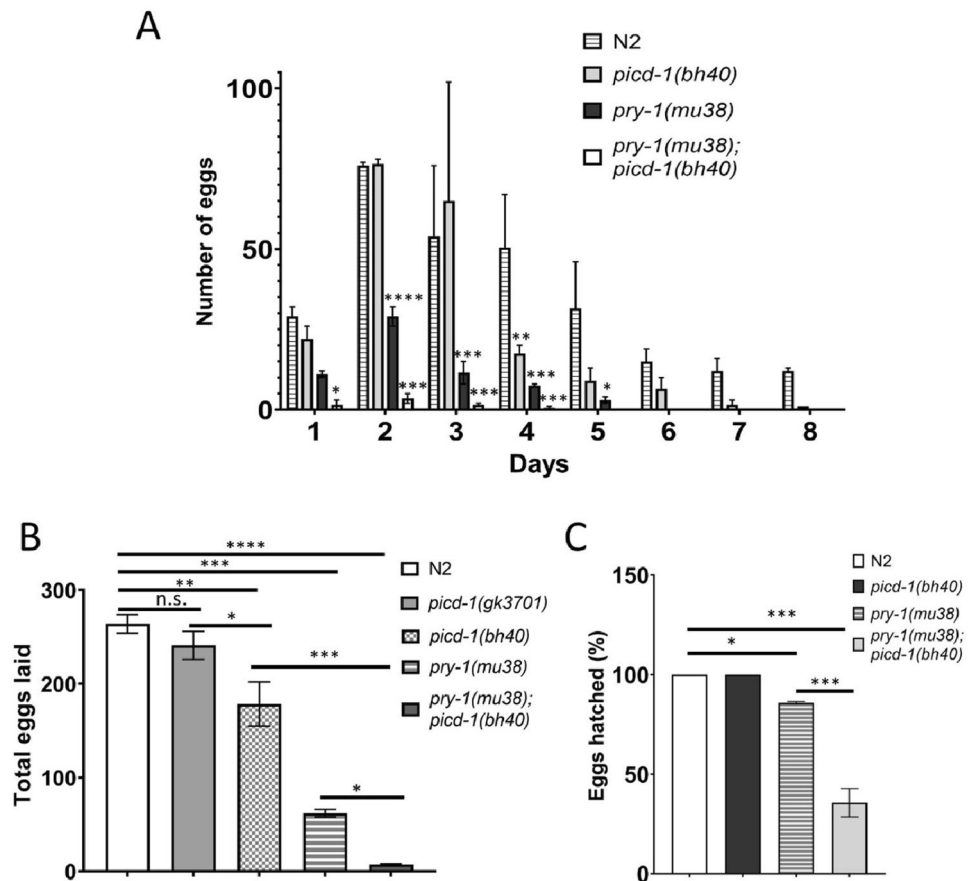 A
N2
picd-1(bh40)
pry-1(mu38)
pry-1(mu38);
picd-1(bh40)
Number of eggs
100
50
0
*
****
***
***
***
**
***
***
*
1 2 3 4 5 6 7 8
Days
B
N2
picd-1(gk3701)
picd-1(bh40)
pry-1(mu38)
pry-1(mu38);
picd-1(bh40)
Total eggs laid
300
200
100
0
****
***
**
n.s.
*
***
*
C
N2
picd-1(bh40)
pry-1(mu38)
pry-1(mu38);
picd-1(bh40)
Eggs hatched (%)
150
100
50
0
***
*
***